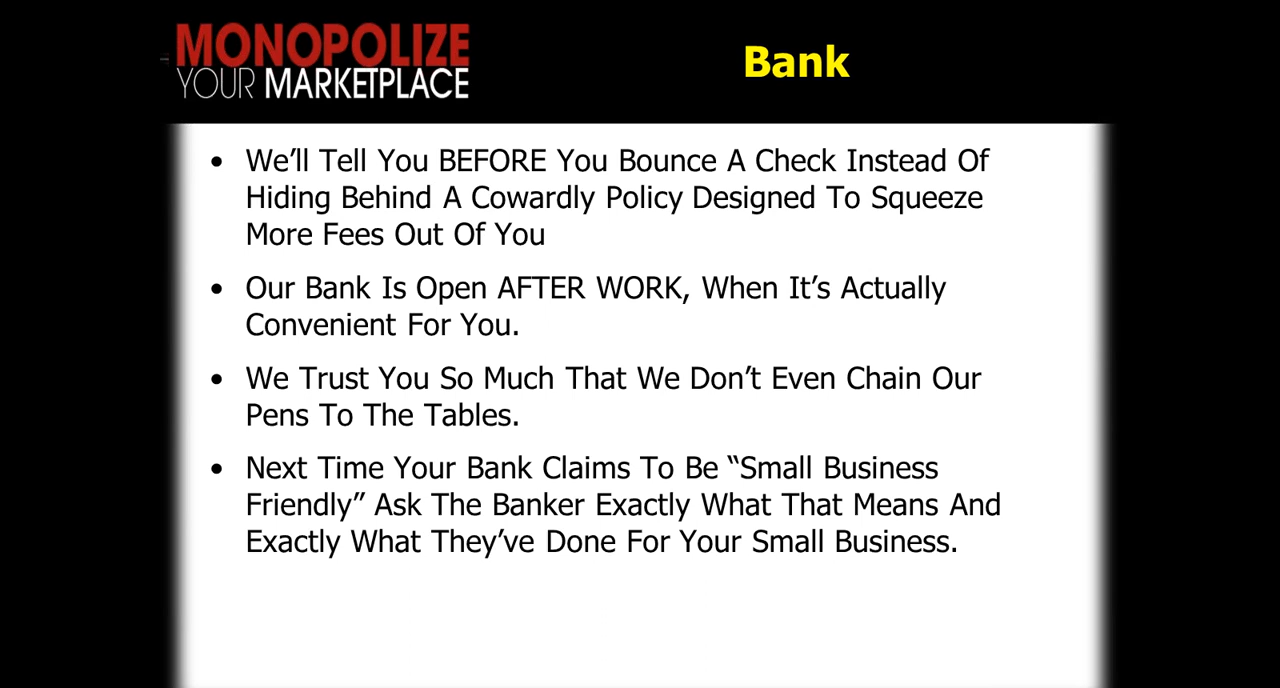 MONOPOLIZE
YOUR MARKETPLACE
Bank
• We’ll Tell You BEFORE You Bounce A Check Instead Of
Hiding Behind A Cowardly Policy Designed To Squeeze
More Fees Out Of You
• Our Bank Is Open AFTER WORK, When It’s Actually
Convenient For You.
• We Trust You So Much That We Don’t Even Chain Our
Pens To The Tables.
• Next Time Your Bank Claims To Be “Small Business
Friendly” Ask The Banker Exactly What That Means And
Exactly What They’ve Done For Your Small Business.